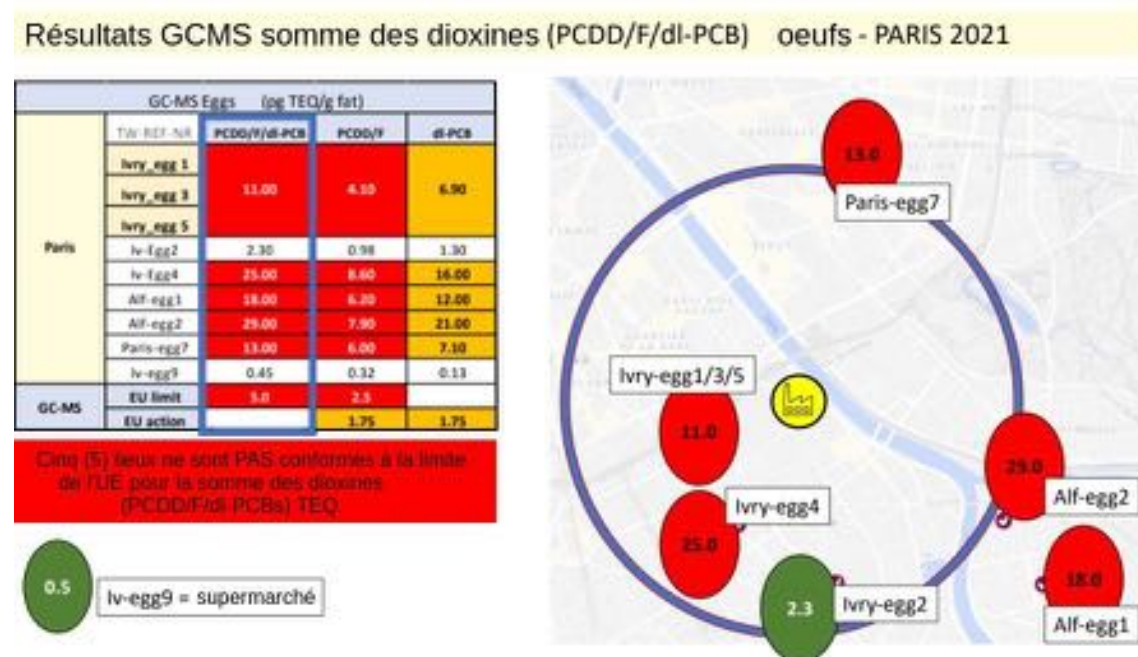 Résultats GCMS somme des dioxines (PCDD/F/dl-PCB) oeufs - PARIS 2021
GC-MS Eggs (pg TEQ/g fat)
TW-REF-NR PCDD/F/dl-PCB PCDD/F dl-PCB
Paris
Ivry_egg 1
Ivry_egg 3
Ivry_egg 5
11.00 4.10 6.90
Iv-Egg2 2.30 0.98 1.30
Iv-Egg4 25.00 8.60 16.00
Alf-egg1 18.00 6.20 12.00
Alf-egg2 29.00 7.90 21.00
Paris-egg7 13.00 6.00 7.10
Iv-egg9 0.45 0.32 0.13
GC-MS
EU limit 5.0 2.5
EU action 1.75 1.75
Cinq (5) lieux ne sont PAS conformes à la limite
de l'UE pour la somme des dioxines
(PCDD/F/dl PCBs) TEQ
0.5
Iv-egg9 = supermarché
13.0
Paris-egg7
Ivry-egg1/3/5
11.0
29.0
Alf-egg2
Ivry-egg4
25.0
18.0
Alf-egg1
2.3
Ivry-egg2